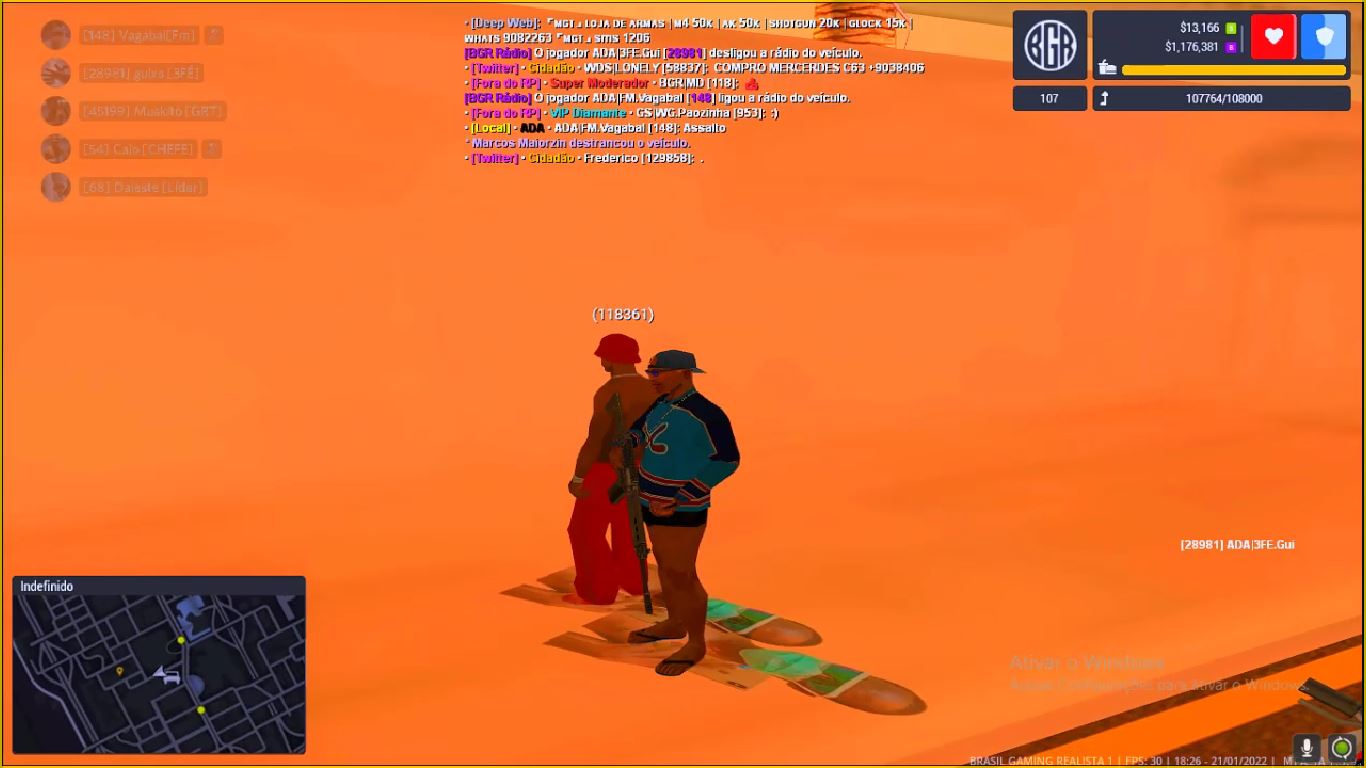 [148] Vagabal[Fm]
[28981] guixs [3FE]
[45199] Muskito [GRT]
[54] Caio [CHEFE]
[68] Daleste [Líder]
• [Deep Web]: 『MGT』LOJA DE ARMAS |M4 50K |AK 50K |SHOTGUN 20K |GLOCK 15K |
WHATS 9082263 『MGT』SMS 1206
[BGR Rádio] O jogador ADA|3FE.Gui [28981] desligou a rádio do veículo.
• [Twitter] • Cidadão • WDS|LONELY [58837]: COMPRO MERCERDES C63 +9038406
• [Fora do RP] • Super Moderador • BGR|MD [118]: 👍
[BGR Rádio] O jogador ADA|FM.Vagabal [148] ligou a rádio do veículo.
• [Fora do RP] • VIP Diamante • GS|WG.Paozinha [953]: :)
• [Local] • ADA • ADA|FM.Vagabal [148]: Assalto
* Marcos Maiorzin destrancou o veículo.
• [Twitter] • Cidadão • Frederico [129858]: .
BGR
$13,166
$1,176,381
107
107764/108000
(118361)
[28981] ADA|3FE.Gui
Indefinido
Ativar o Windows
Acesse Configurações para ativar o Windows.
BRASIL GAMING REALISTA 1 | FPS: 30 | 18:26 - 21/01/2022 |